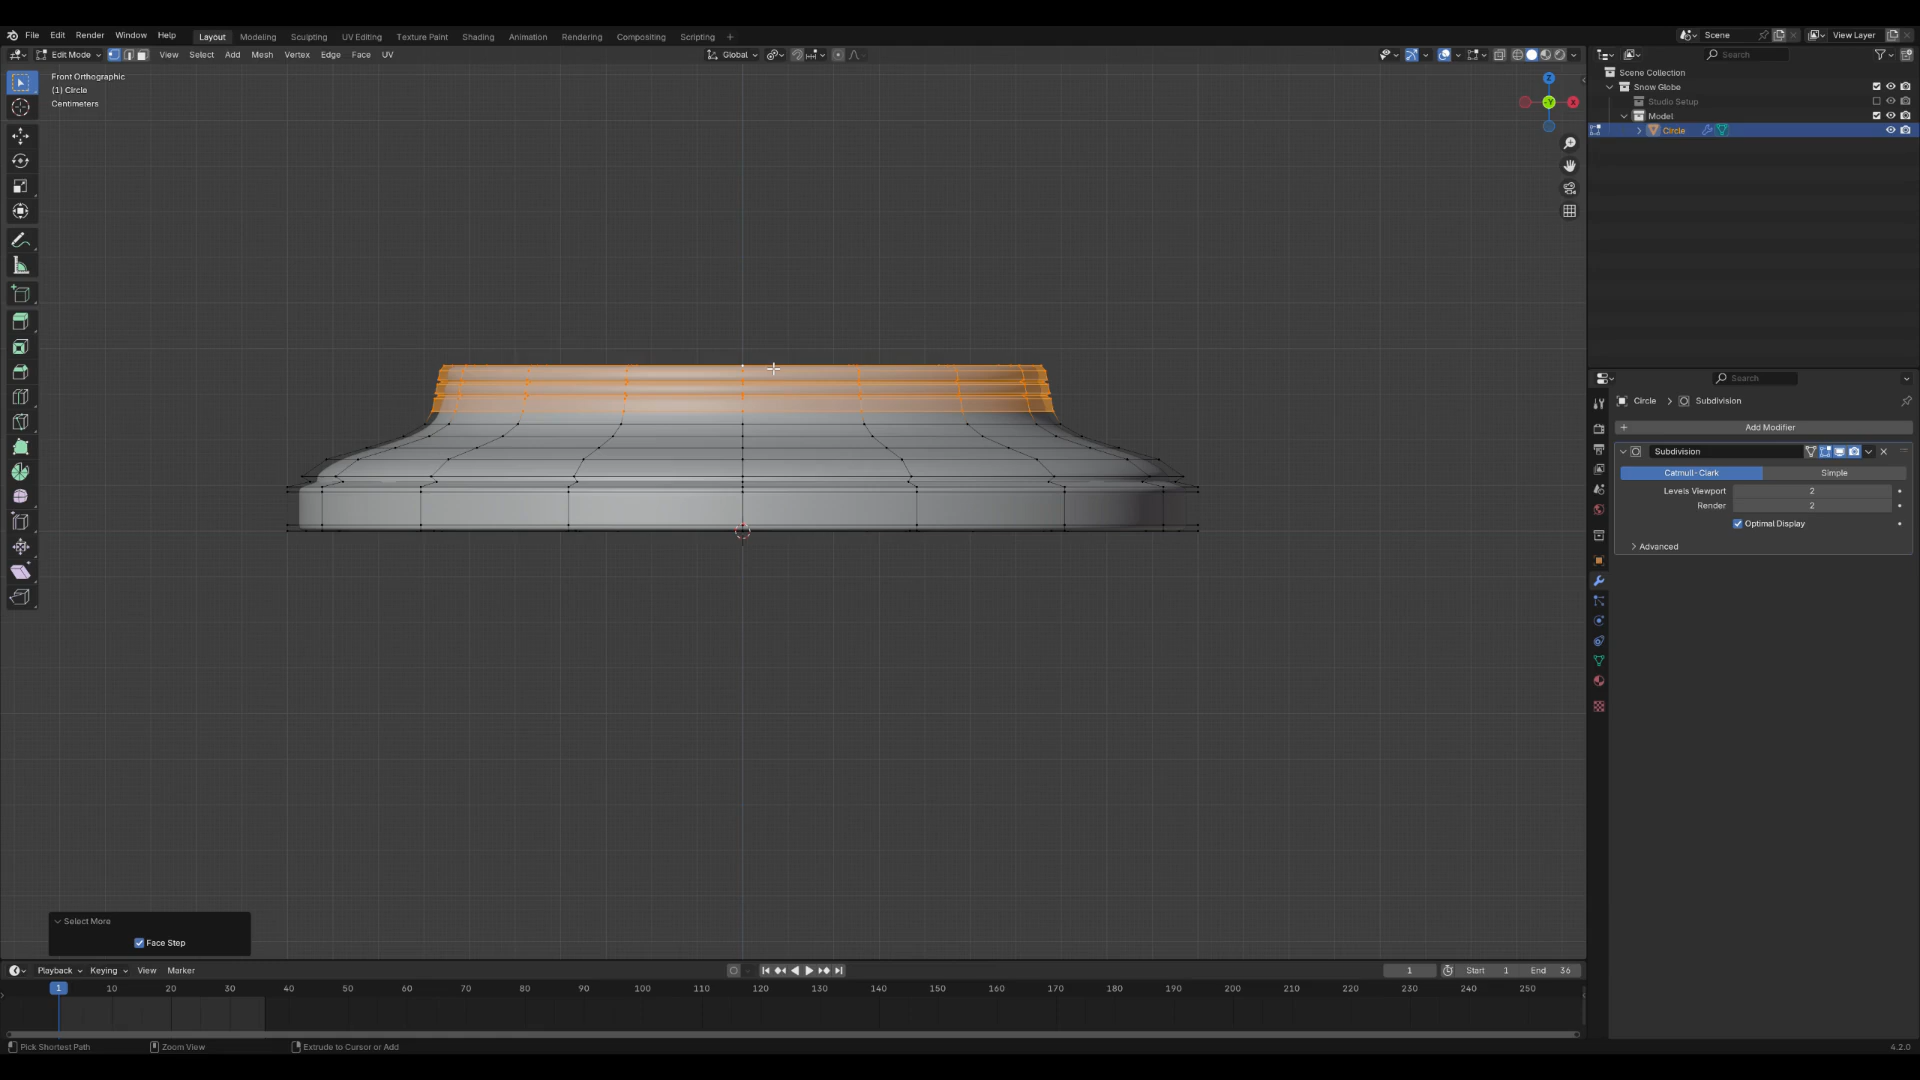 File Edit Render Window Help Layout Modeling Sculpting UV Editing Texture Paint Shading Animation Rendering Compositing Scripting + Scene View Layer
Edit Mode View Select Add Mesh Vertex Edge Face UV Global Search
Front Orthographic
(1) Circle
Centimeters
Z
-Y
X
Scene Collection
Snow Globe
Studio Setup
Model
Circle
Search
Circle > Subdivision
+ Add Modifier
Subdivision
Catmull-Clark Simple
Levels Viewport 2
Render 2
Optimal Display
Advanced
Select More
Face Step
Playback Keying View Marker 1 Start 1 End 36
1 10 20 30 40 50 60 70 80 90 100 110 120 130 140 150 160 170 180 190 200 210 220 230 240 250
Pick Shortest Path Zoom View Extrude to Cursor or Add 4.2.0